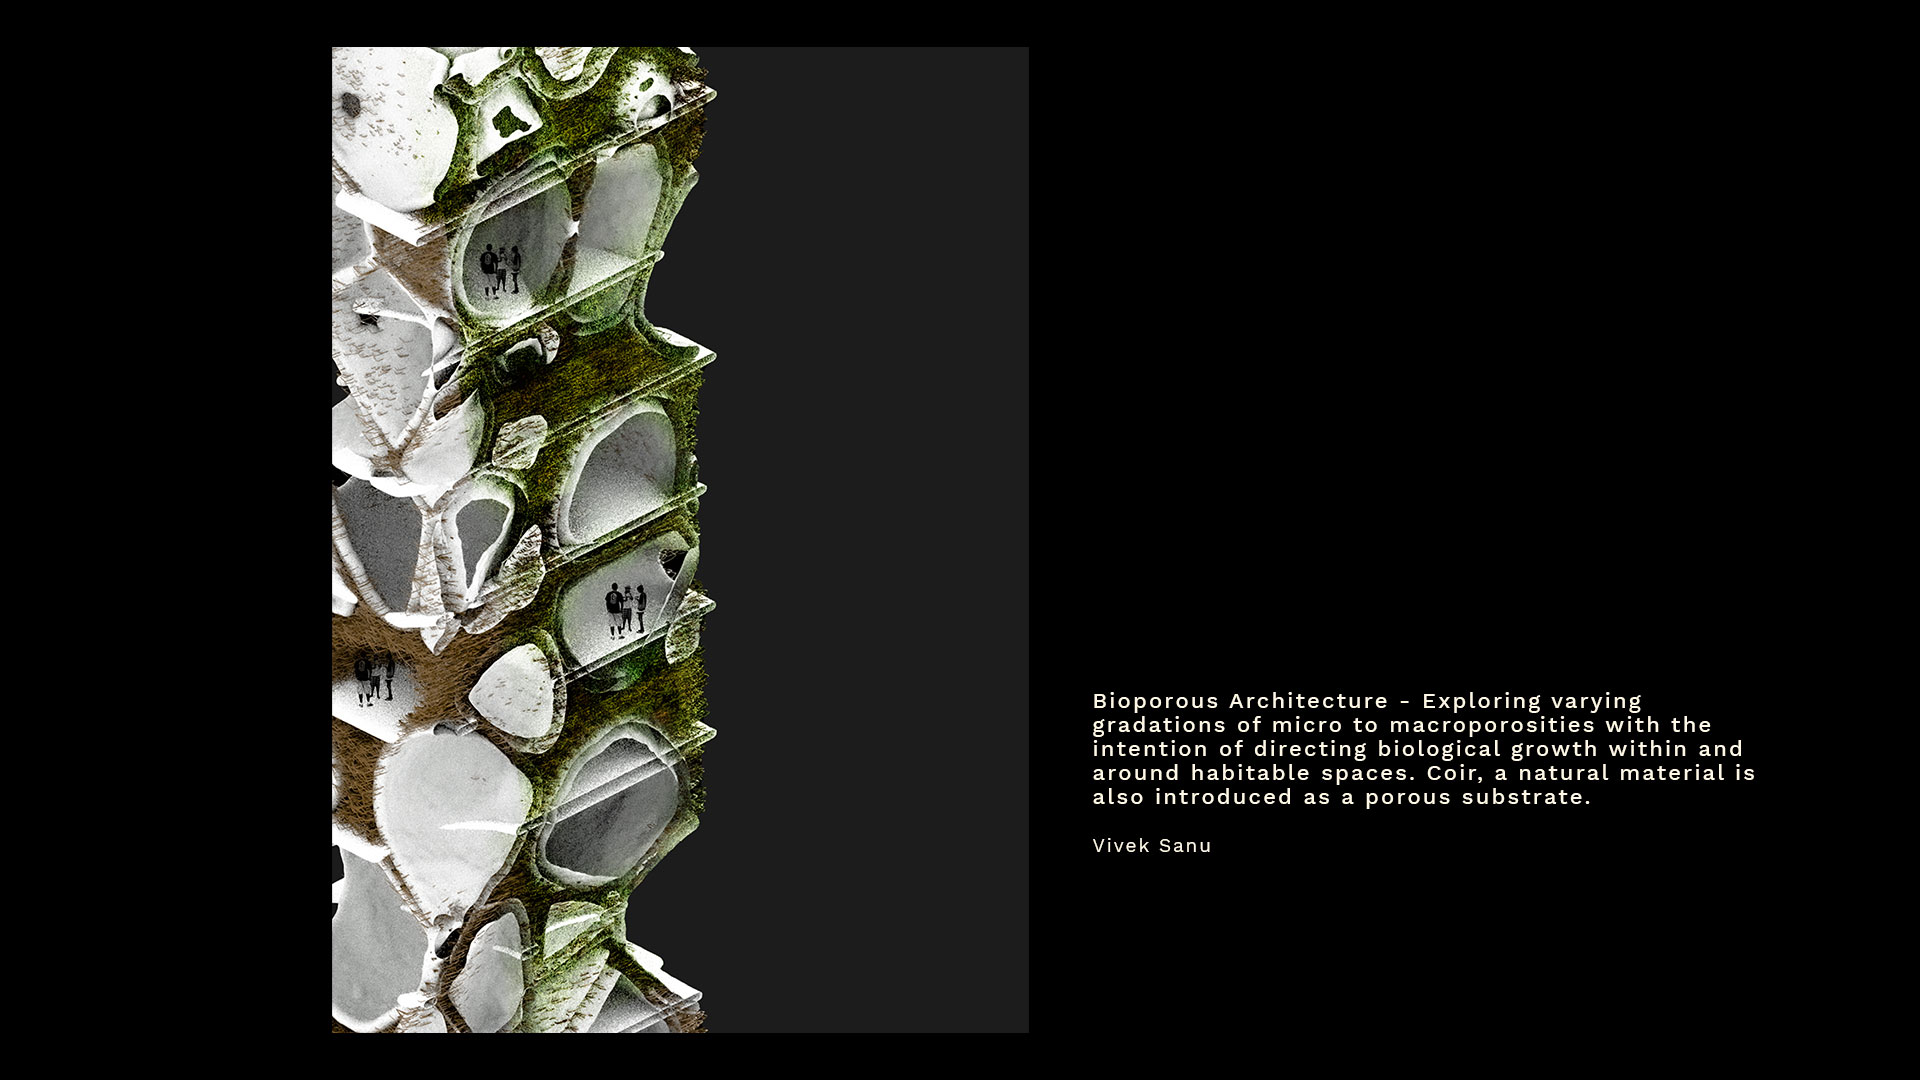 Bioporous Architecture - Exploring varying
gradations of micro to macroporosities with the
intention of directing biological growth within and
around habitable spaces. Coir, a natural material is
also introduced as a porous substrate.
Vivek Sanu